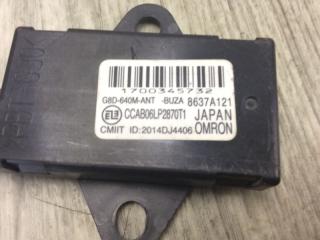 1700345732
G8D-640M-ANT -BUZA 8637A121
CCAB06LP2870T1 JAPAN
CMIIT ID:2014DJ4406 OMRON